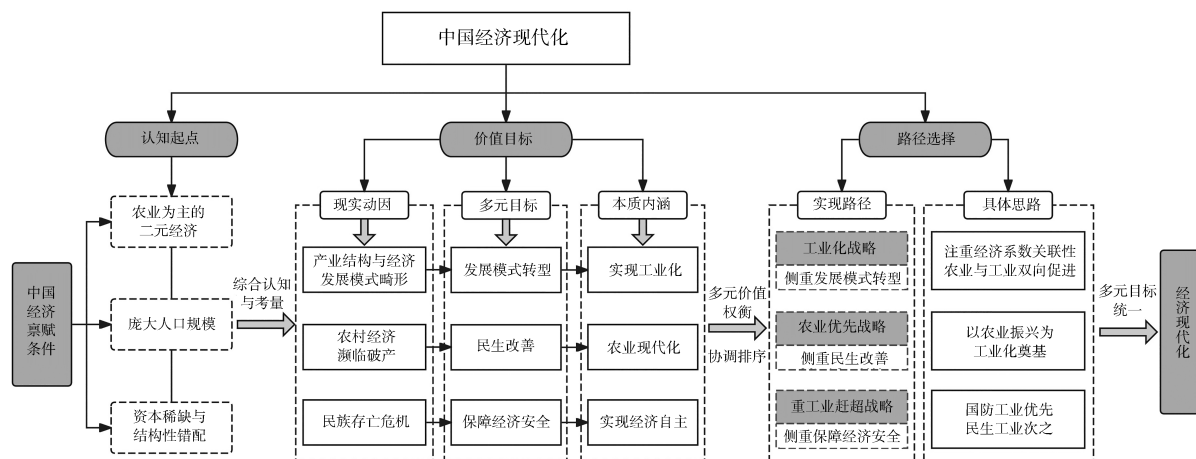 中国经济现代化
认知起点
价值目标
路径选择
农业为主的
二元经济
庞大人口规模
资本稀缺与
结构性错配
中国
经济
禀赋
条件
综合认知
与考量
现实动因
多元目标
本质内涵
产业结构与经济
发展模式畸形
发展模式转型
实现工业化
农村经济
濒临破产
民生改善
农业现代化
民族存亡危机
保障经济安全
实现经济自主
多元价值
权衡
协调排序
实现路径
具体思路
工业化战略
侧重发展模式转型
注重经济系数关联性
农业与工业双向促进
农业优先战略
侧重民生改善
以农业振兴为
工业化奠基
重工业赶超战略
侧重保障经济安全
国防工业优先
民生工业次之
多元目标
统一
经济现代化